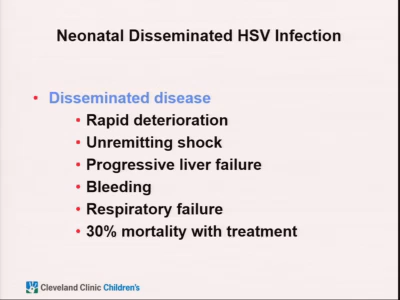 Neonatal Disseminated HSV Infection
• Disseminated disease
• Rapid deterioration
• Unremitting shock
• Progressive liver failure
• Bleeding
• Respiratory failure
• 30% mortality with treatment
Cleveland Clinic Children's